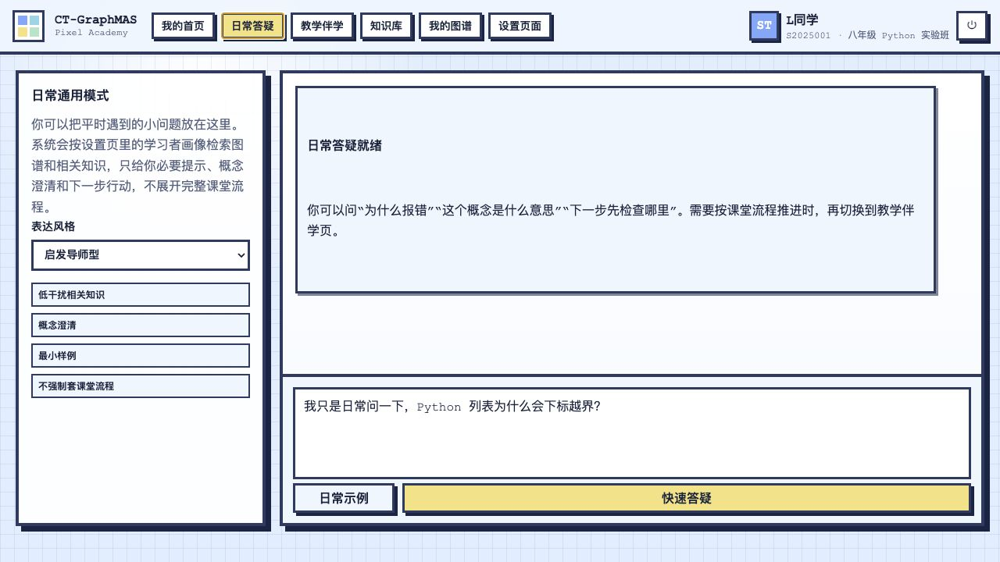 CT-GraphMAS
Pixel Academy
我的首页
日常答疑
教学伴学
知识库
我的图谱
设置页面
ST
L同学
S2025001 · 八年级 Python 实验班
日常通用模式
你可以把平时遇到的小问题放在这里。
系统会按设置页里的学习者画像检索图
谱和相关知识，只给你必要提示、概念
澄清和下一步行动，不展开完整课堂流
程。
表达风格
启发导师型
低干扰相关知识
概念澄清
最小样例
不强制套课堂流程
日常答疑就绪
你可以问“为什么报错”“这个概念是什么意思”“下一步先检查哪里”。需要按课堂流程推进时，再切换到教学伴
学页。
我只是日常问一下，Python 列表为什么会下标越界？
日常示例
快速答疑